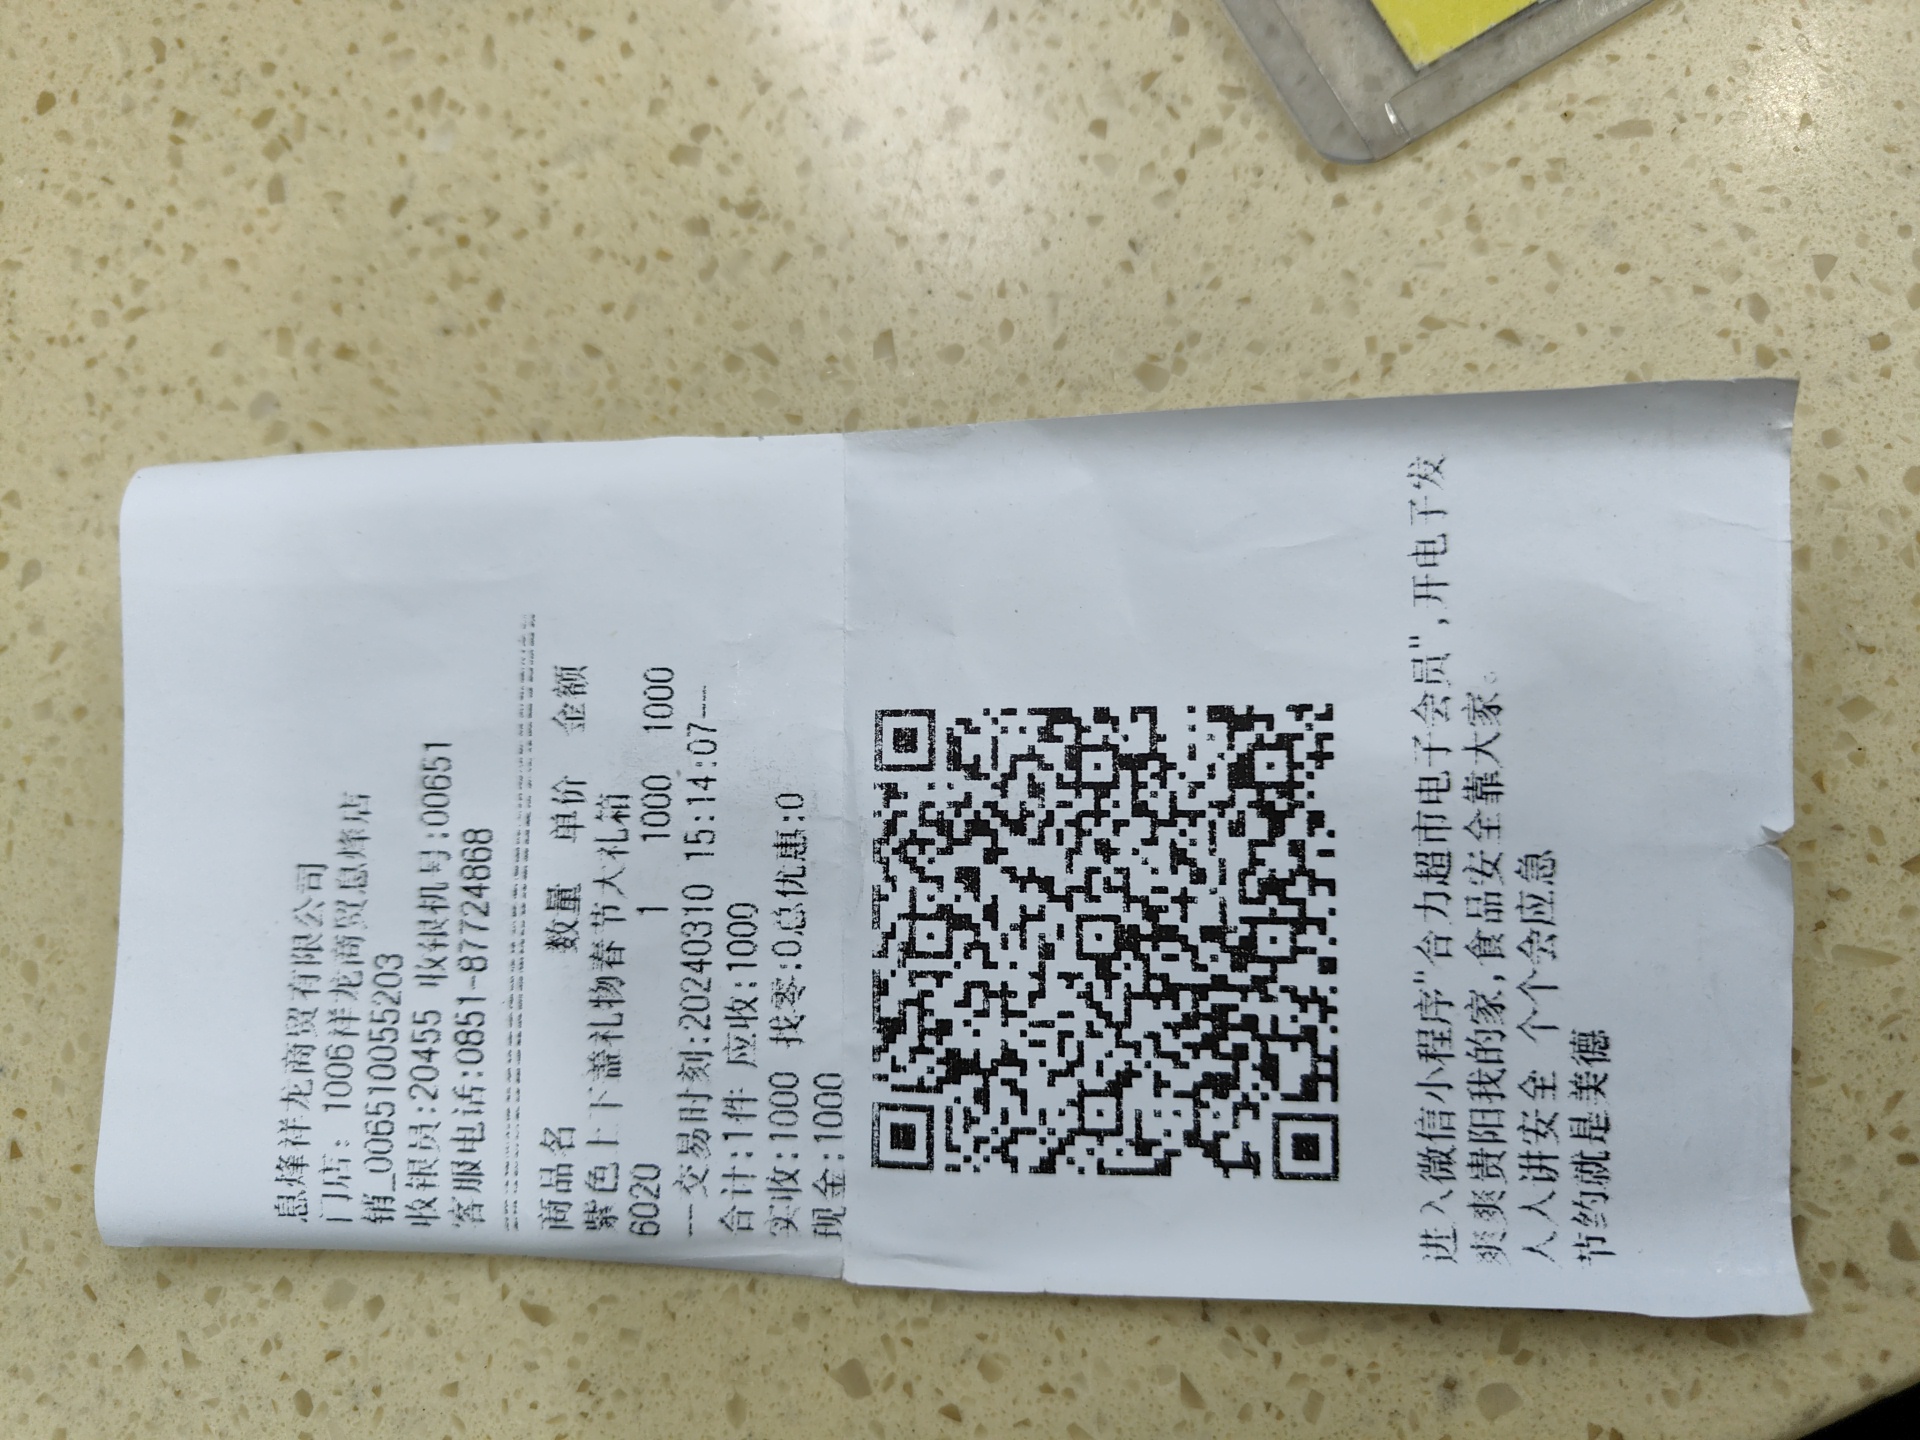 息烽祥龙商贸有限公司
门店: 1006祥龙商贸息烽店
销_006510055203
收银员:20455 收银机号:00651
客服电话:0851-87724868
商品名 数量 单价 金额
紫色上下盖礼物春节大礼箱
6020 1 1000 1000
--交易时刻:20240310 15:14:07--
合计:1件 应收:1000
实收:1000 找零:0总优惠:0
现金:1000
进入微信小程序"合力超市电子会员",开电子发
爽爽贵阳我的家,食品安全靠大家。
人人讲安全 个个会应急
节约就是美德